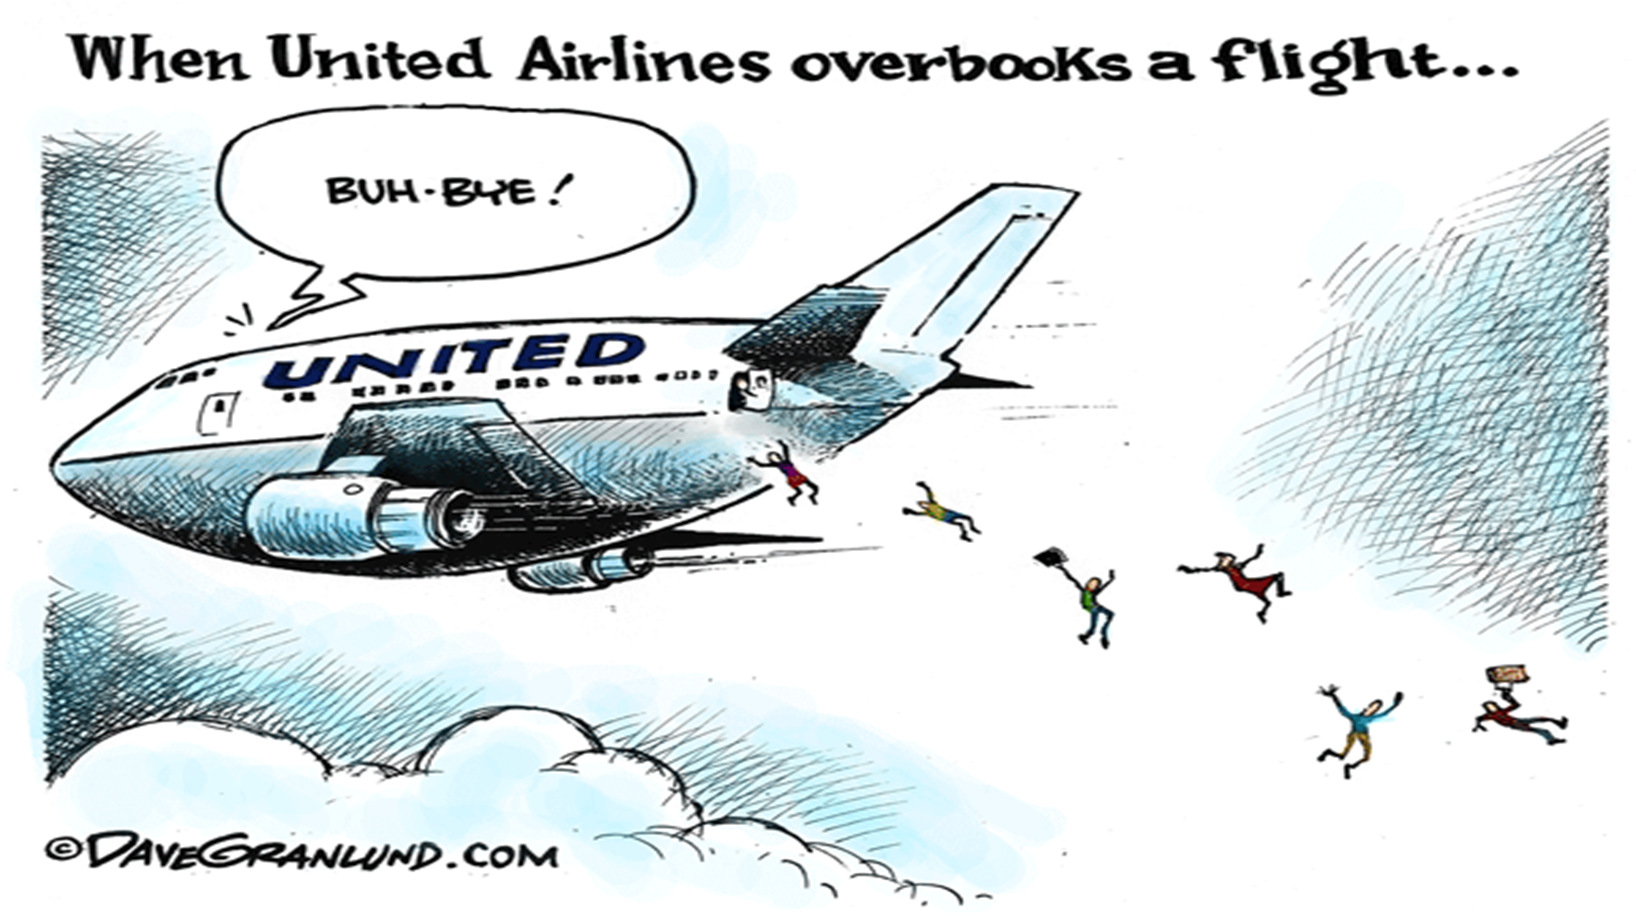 When United Airlines overbooks a flight...
BUH-BYE!
UNITED
©DAVEGRANLUND.COM